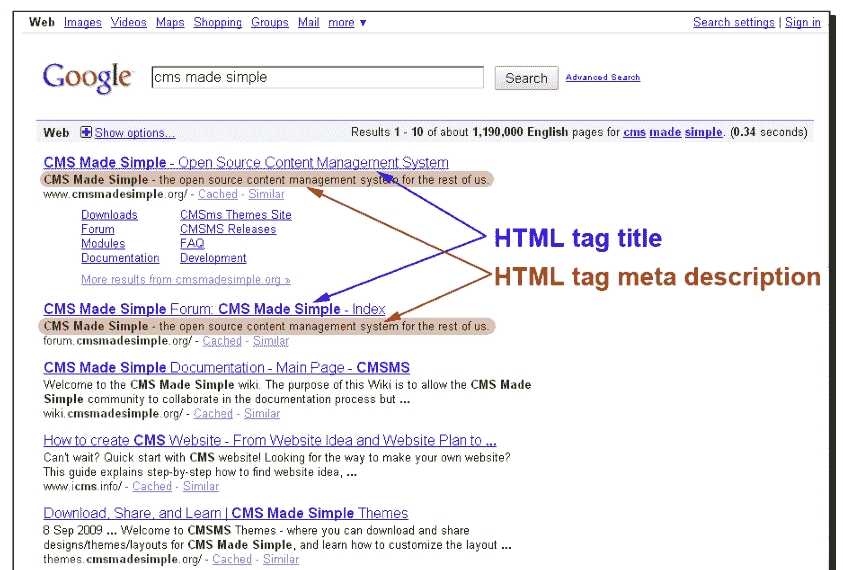 Web Images Videos Maps Shopping Groups Mail more ▼ Search settings | Sign in
Google cms made simple Search Advanced Search
Web Show options... Results 1 - 10 of about 1,190,000 English pages for cms made simple. (0.34 seconds)
CMS Made Simple - Open Source Content Management System
CMS Made Simple - the open source content management system for the rest of us.
www.cmsmadesimple.org/ - Cached - Similar
Downloads CMSms Themes Site
Forum CMSMS Releases
Modules FAQ
Documentation Development
More results from cmsmadesimple.org »
HTML tag title
HTML tag meta description
CMS Made Simple Forum: CMS Made Simple - Index
CMS Made Simple - the open source content management system for the rest of us.
forum.cmsmadesimple.org/ - Cached - Similar
CMS Made Simple Documentation - Main Page - CMSMS
Welcome to the CMS Made Simple wiki. The purpose of this Wiki is to allow the CMS Made
Simple community to collaborate in the documentation process but ...
wiki.cmsmadesimple.org/ - Cached - Similar
How to create CMS Website - From Website Idea and Website Plan to ...
Can't wait? Quick start with CMS website! Looking for the way to make your own website?
This guide explains step-by-step how to find website idea, ...
www.icms.info/ - Cached - Similar
Download, Share, and Learn | CMS Made Simple Themes
8 Sep 2009 ... Welcome to CMSMS Themes - where you can download and share
designs/themes/layouts for CMS Made Simple, and learn how to customize the layout ...
themes.cmsmadesimple.org/ - Cached - Similar